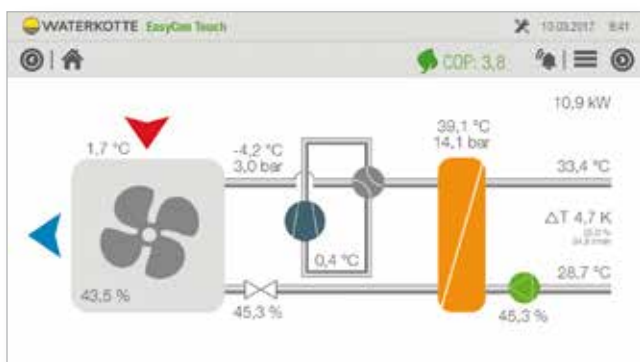 WATERKOTTE EasyCon Touch
13.03.2017 9:41
COP: 3,8
10,9 kW
1,7 °C
-4,2 °C
3,0 bar
39,1 °C
14,1 bar
33,4 °C
ΔT 4,7 K
0,4 °C
28,7 °C
43,5 %
45,3 %
45,3 %